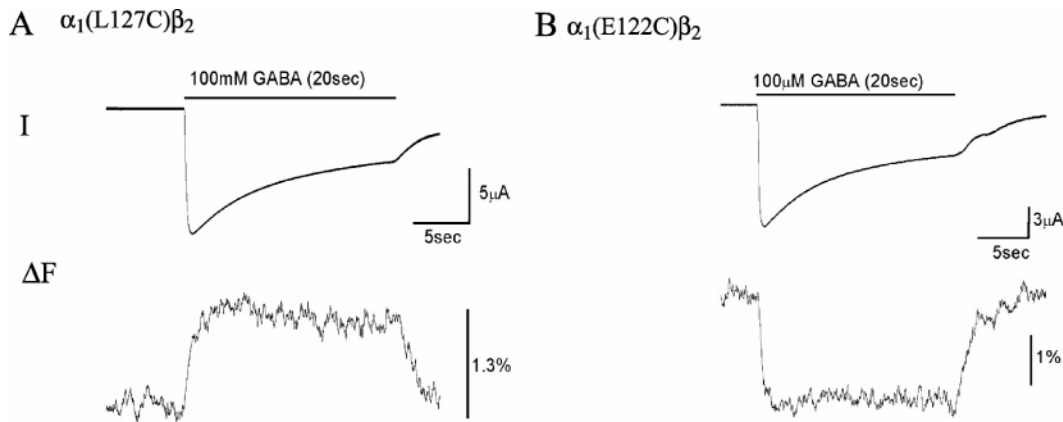 A α₁(L127C)β₂
B α₁(E122C)β₂
100mM GABA (20sec)
100μM GABA (20sec)
I
5μA
5sec
3μA
5sec
ΔF
1.3%
1%